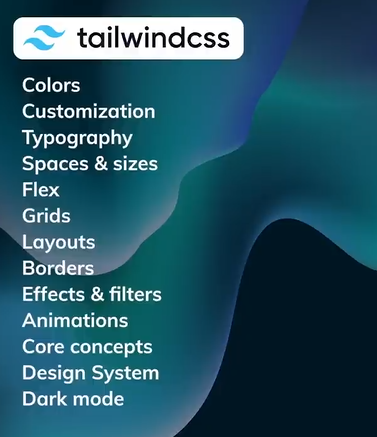 tailwindcss
Colors
Customization
Typography
Spaces & sizes
Flex
Grids
Layouts
Borders
Effects & filters
Animations
Core concepts
Design System
Dark mode